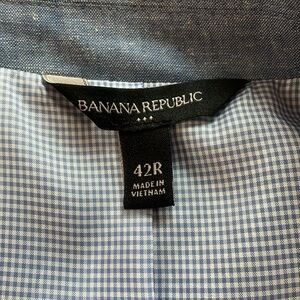 BANANA REPUBLIC
42R
MADE IN
VIETNAM